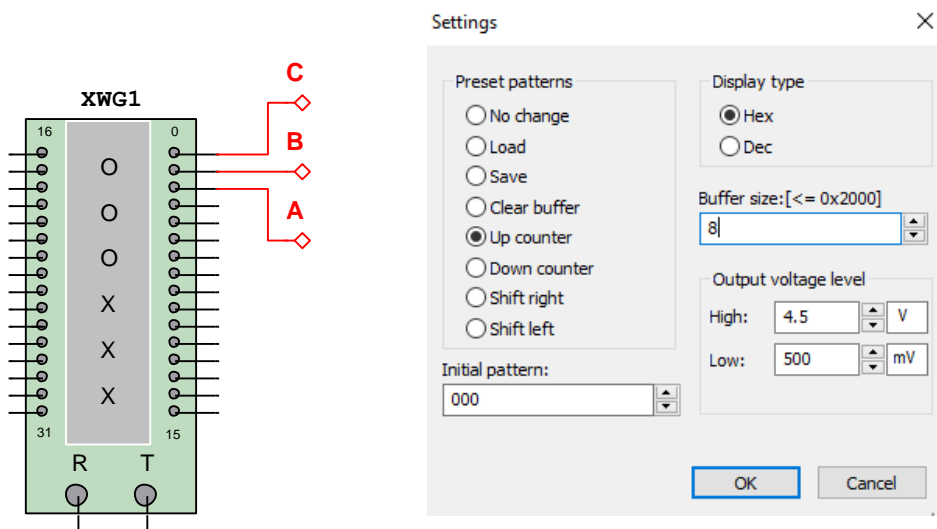 C
XWG1
16
0
B
O
A
O
O
X
X
X
31
15
R
T
Settings
Preset patterns
No change
Load
Save
Clear buffer
Up counter
Down counter
Shift right
Shift left
Initial pattern:
000
Display type
Hex
Dec
Buffer size:[<= 0x2000]
8
Output voltage level
High: 4.5 V
Low: 500 mV
OK
Cancel